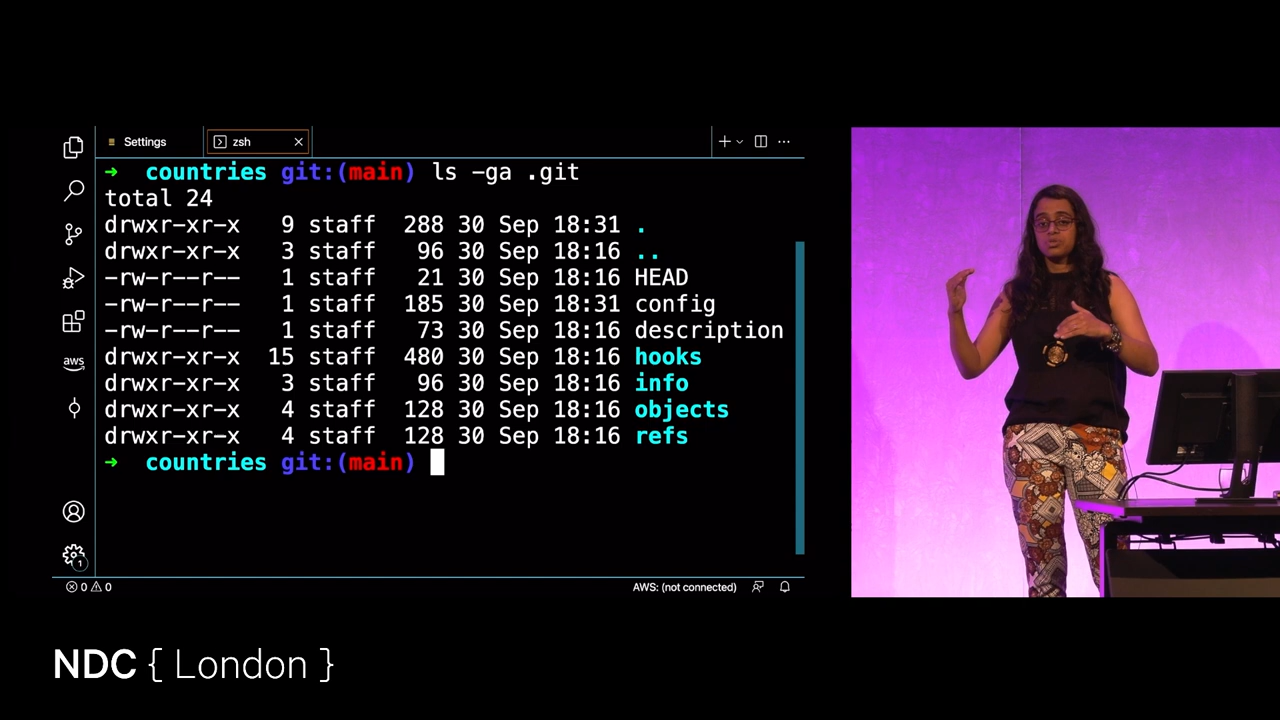 Settings
zsh
➜ countries git:(main) ls -ga .git
total 24
drwxr-xr-x 9 staff 288 30 Sep 18:31 .
drwxr-xr-x 3 staff 96 30 Sep 18:16 ..
-rw-r--r-- 1 staff 21 30 Sep 18:16 HEAD
-rw-r--r-- 1 staff 185 30 Sep 18:31 config
-rw-r--r-- 1 staff 73 30 Sep 18:16 description
drwxr-xr-x 15 staff 480 30 Sep 18:16 hooks
drwxr-xr-x 3 staff 96 30 Sep 18:16 info
drwxr-xr-x 4 staff 128 30 Sep 18:16 objects
drwxr-xr-x 4 staff 128 30 Sep 18:16 refs
➜ countries git:(main)
aws
1
0 0
AWS: (not connected)
NDC { London }